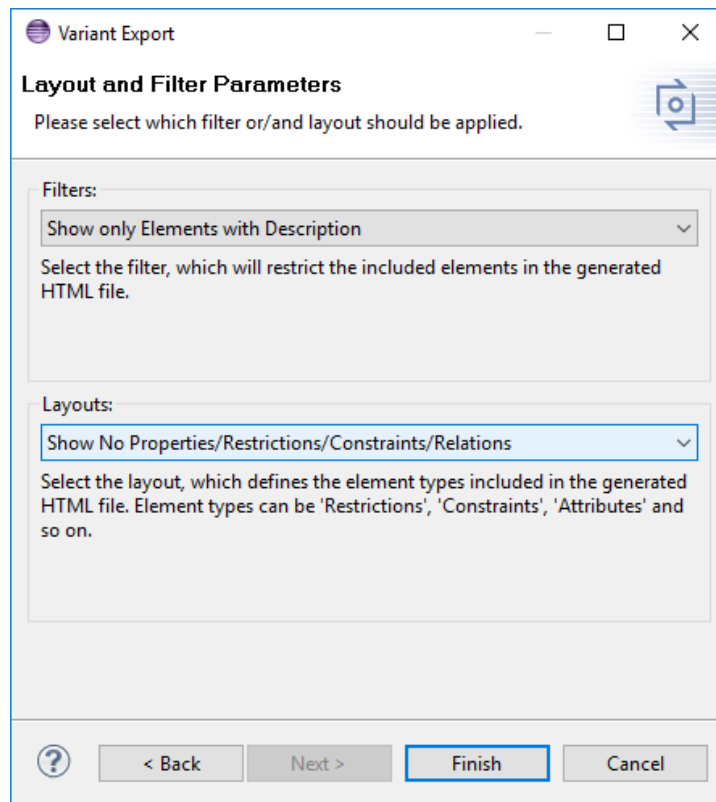 Variant Export
Layout and Filter Parameters
Please select which filter or/and layout should be applied.
Filters:
Show only Elements with Description
Select the filter, which will restrict the included elements in the generated
HTML file.
Layouts:
Show No Properties/Restrictions/Constraints/Relations
Select the layout, which defines the element types included in the generated
HTML file. Element types can be 'Restrictions', 'Constraints', 'Attributes' and
so on.
? < Back Next > Finish Cancel